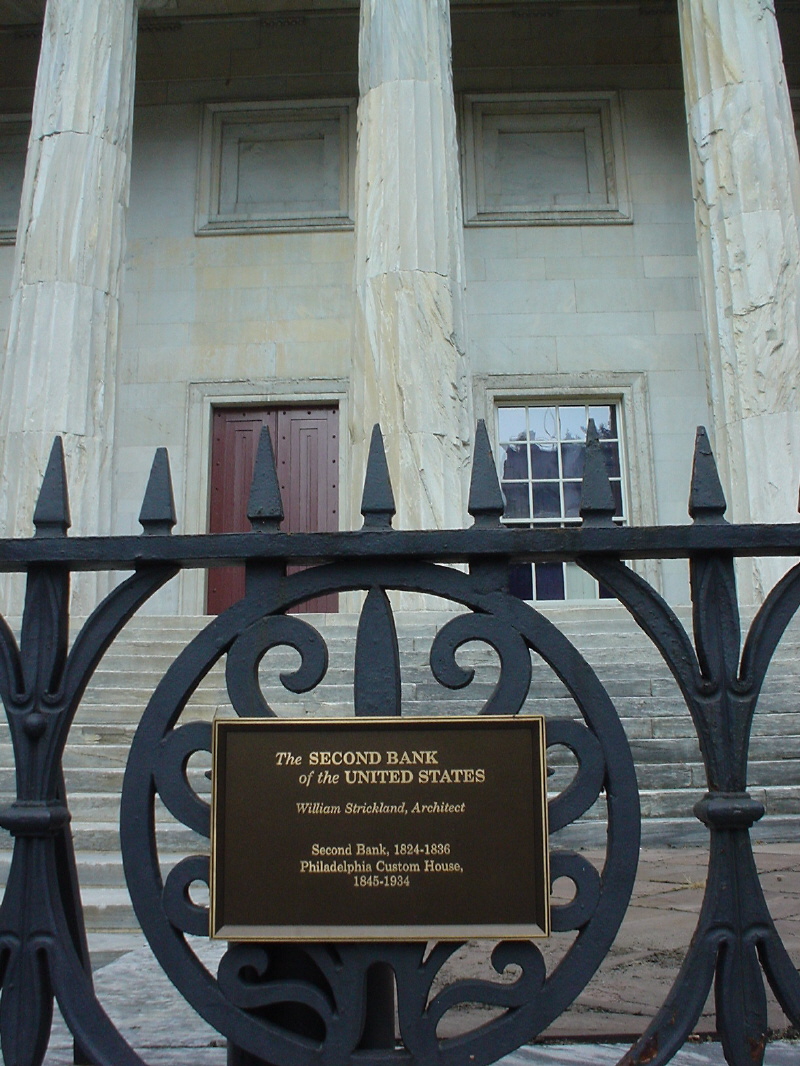 The SECOND BANK
of the UNITED STATES
William Strickland, Architect
Second Bank, 1824-1836
Philadelphia Custom House,
1845-1934